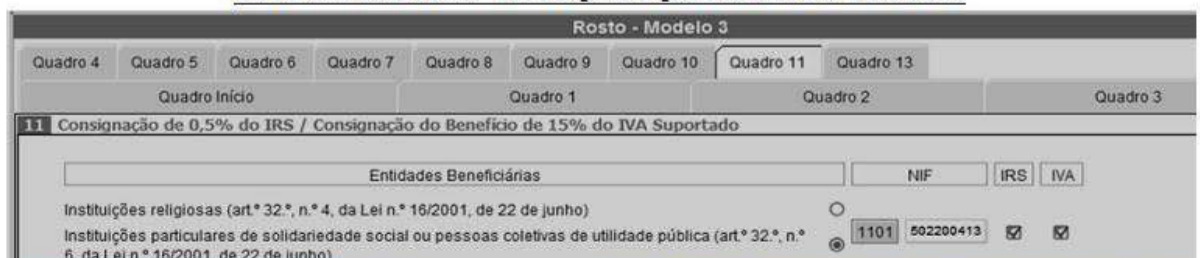 Rosto - Modelo 3
Quadro 4 Quadro 5 Quadro 6 Quadro 7 Quadro 8 Quadro 9 Quadro 10 Quadro 11 Quadro 13
Quadro Início Quadro 1 Quadro 2 Quadro 3
11 Consignação de 0,5% do IRS / Consignação do Benefício de 15% do IVA Suportado
Entidades Beneficiárias NIF IRS IVA
Instituições religiosas (art.º 32.º, n.º 4, da Lei n.º 16/2001, de 22 de junho)
Instituições particulares de solidariedade social ou pessoas coletivas de utilidade pública (art.º 32.º, n.º 1101 502200413
6, da Lei n.º 16/2001, de 22 de junho)